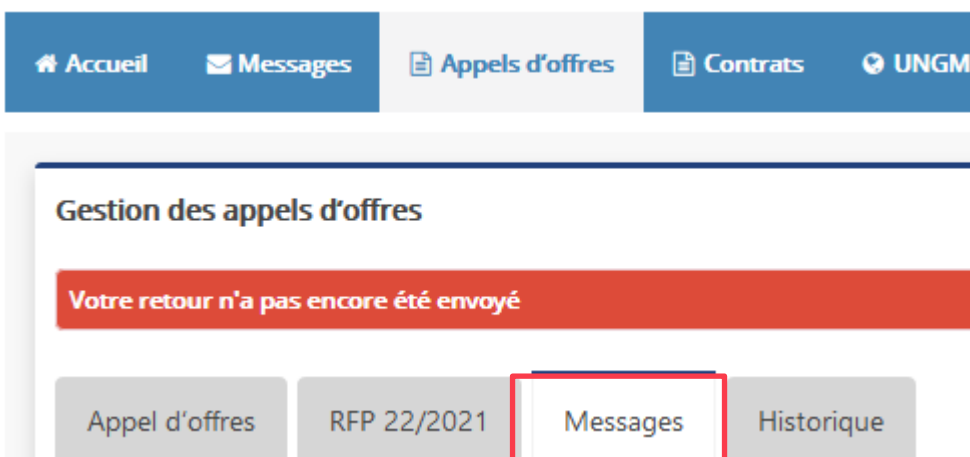 Accueil Messages Appels d'offres Contrats UNGM
Gestion des appels d'offres
Votre retour n'a pas encore été envoyé
Appel d'offres RFP 22/2021 Messages Historique